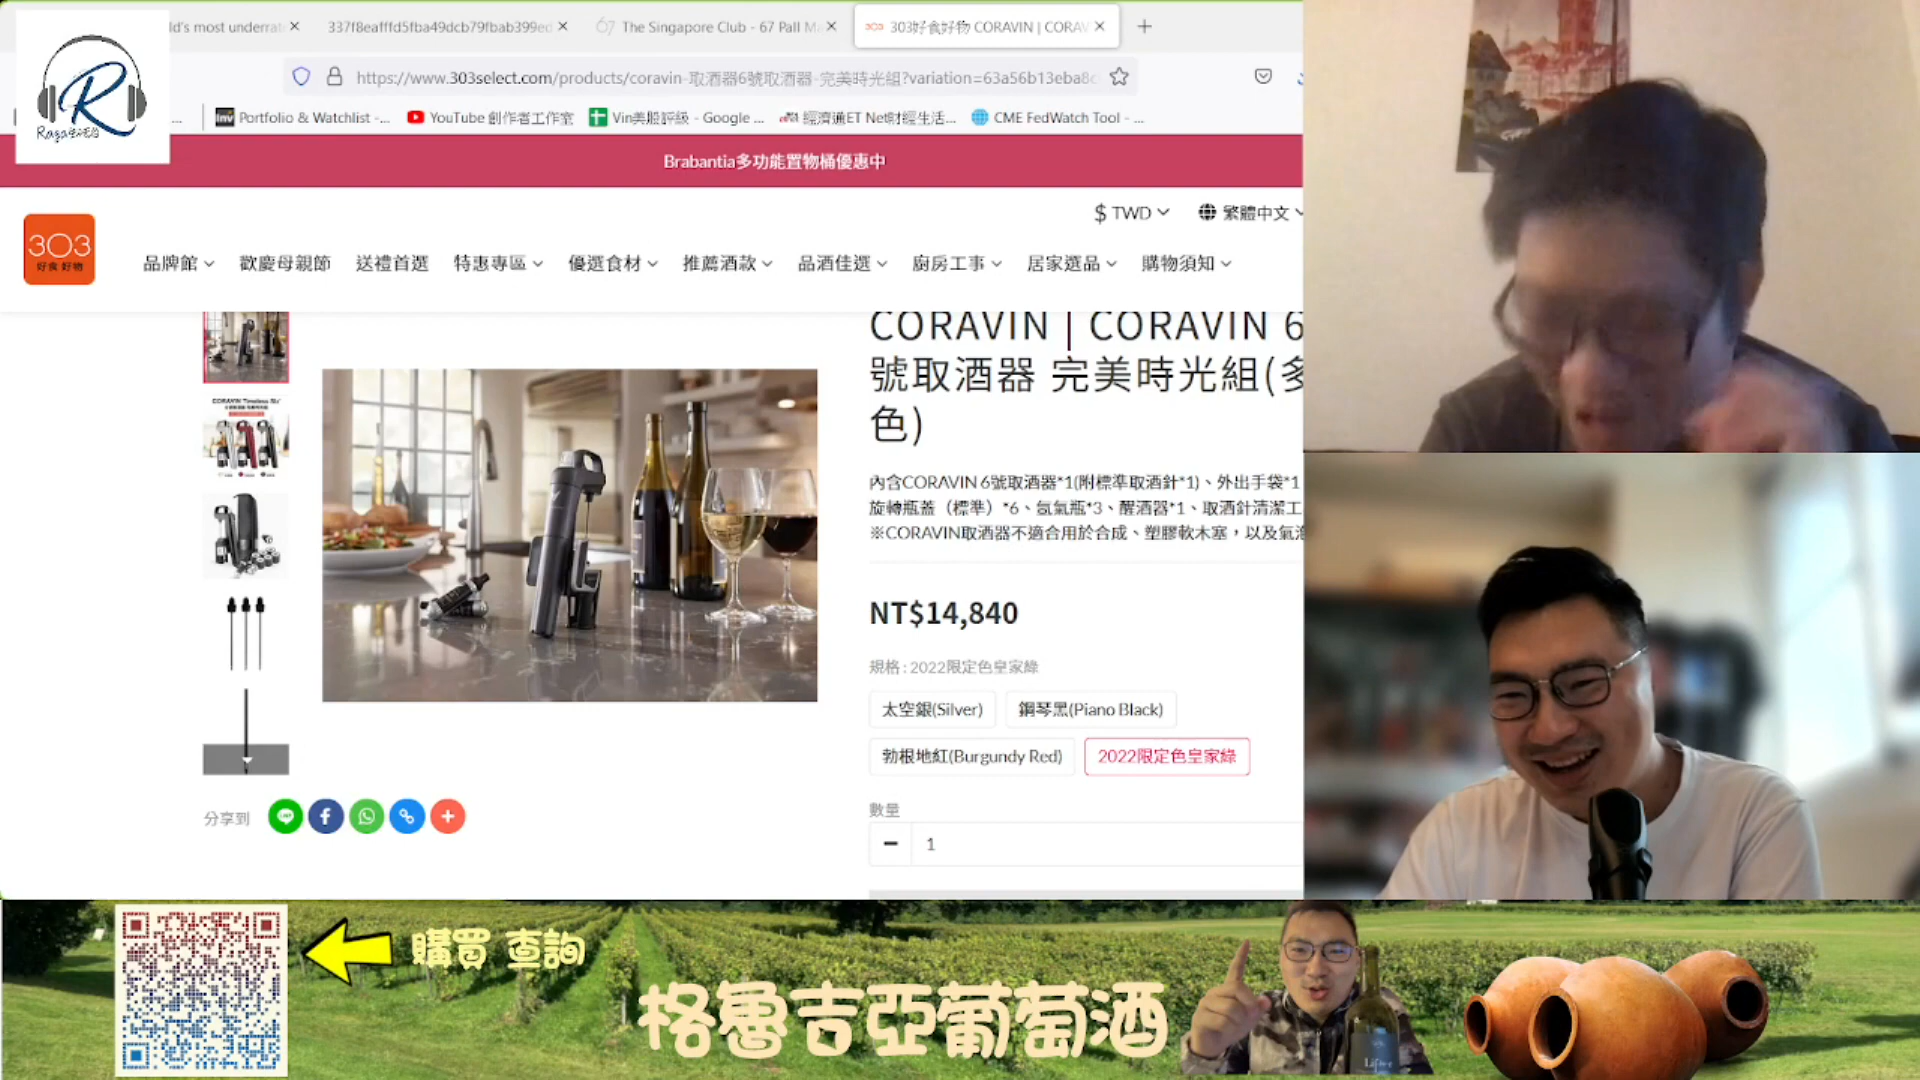 ld's most underrat
337f8eafffd5fba49dcb79fbab399ed
The Singapore Club - 67 Pall Ma
303好食好物 CORAVIN | CORAV
R
Raga生活台
https://www.303select.com/products/coravin-取酒器6號取酒器-完美時光組?variation=63a56b13eba8c
...
Portfolio & Watchlist -...
YouTube 創作者工作室
Vin美股評級 - Google ...
經濟通ET Net財經生活...
CME FedWatch Tool - ...
Brabantia多功能置物桶優惠中
$ TWD
繁體中文
303
好食 好物
品牌館
歡慶母親節
送禮首選
特惠專區
優選食材
推薦酒款
品酒佳選
廚房工事
居家選品
購物須知
CORAVIN | CORAVIN 6
號取酒器 完美時光組(多
色)
內含CORAVIN 6號取酒器*1(附標準取酒針*1)、外出手袋*1
旋轉瓶蓋（標準）*6、氬氣瓶*3、醒酒器*1、取酒針清潔工
※CORAVIN取酒器不適合用於合成、塑膠軟木塞，以及氣泡
NT$14,840
規格 : 2022限定色皇家綠
太空銀(Silver)
鋼琴黑(Piano Black)
勃根地紅(Burgundy Red)
2022限定色皇家綠
數量
1
分享到
購買 查詢
格魯吉亞葡萄酒